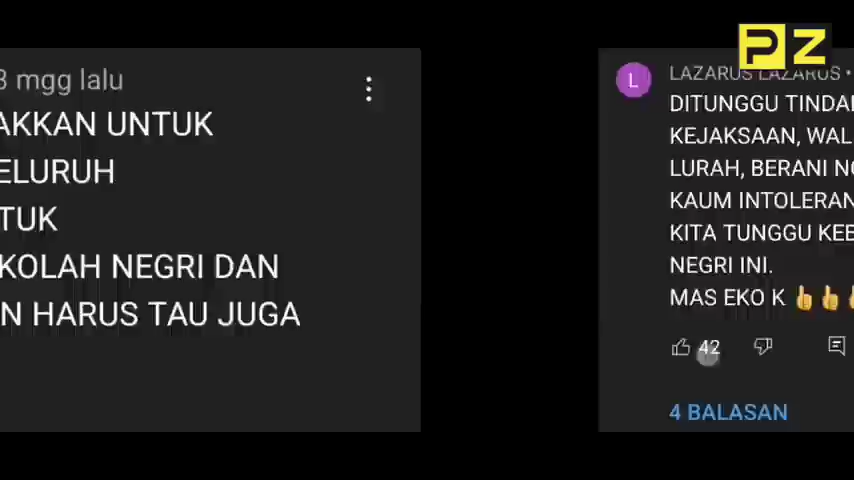 PZ
3 mgg lalu
AKKAN UNTUK
ELURUH
TUK
KOLAH NEGRI DAN
N HARUS TAU JUGA
L
LAZARUS LAZARUS •
DITUNGGU TINDA
KEJAKSAAN, WAL
LURAH, BERANI N
KAUM INTOLERAN
KITA TUNGGU KEB
NEGRI INI.
MAS EKO K 👆👆
42
4 BALASAN